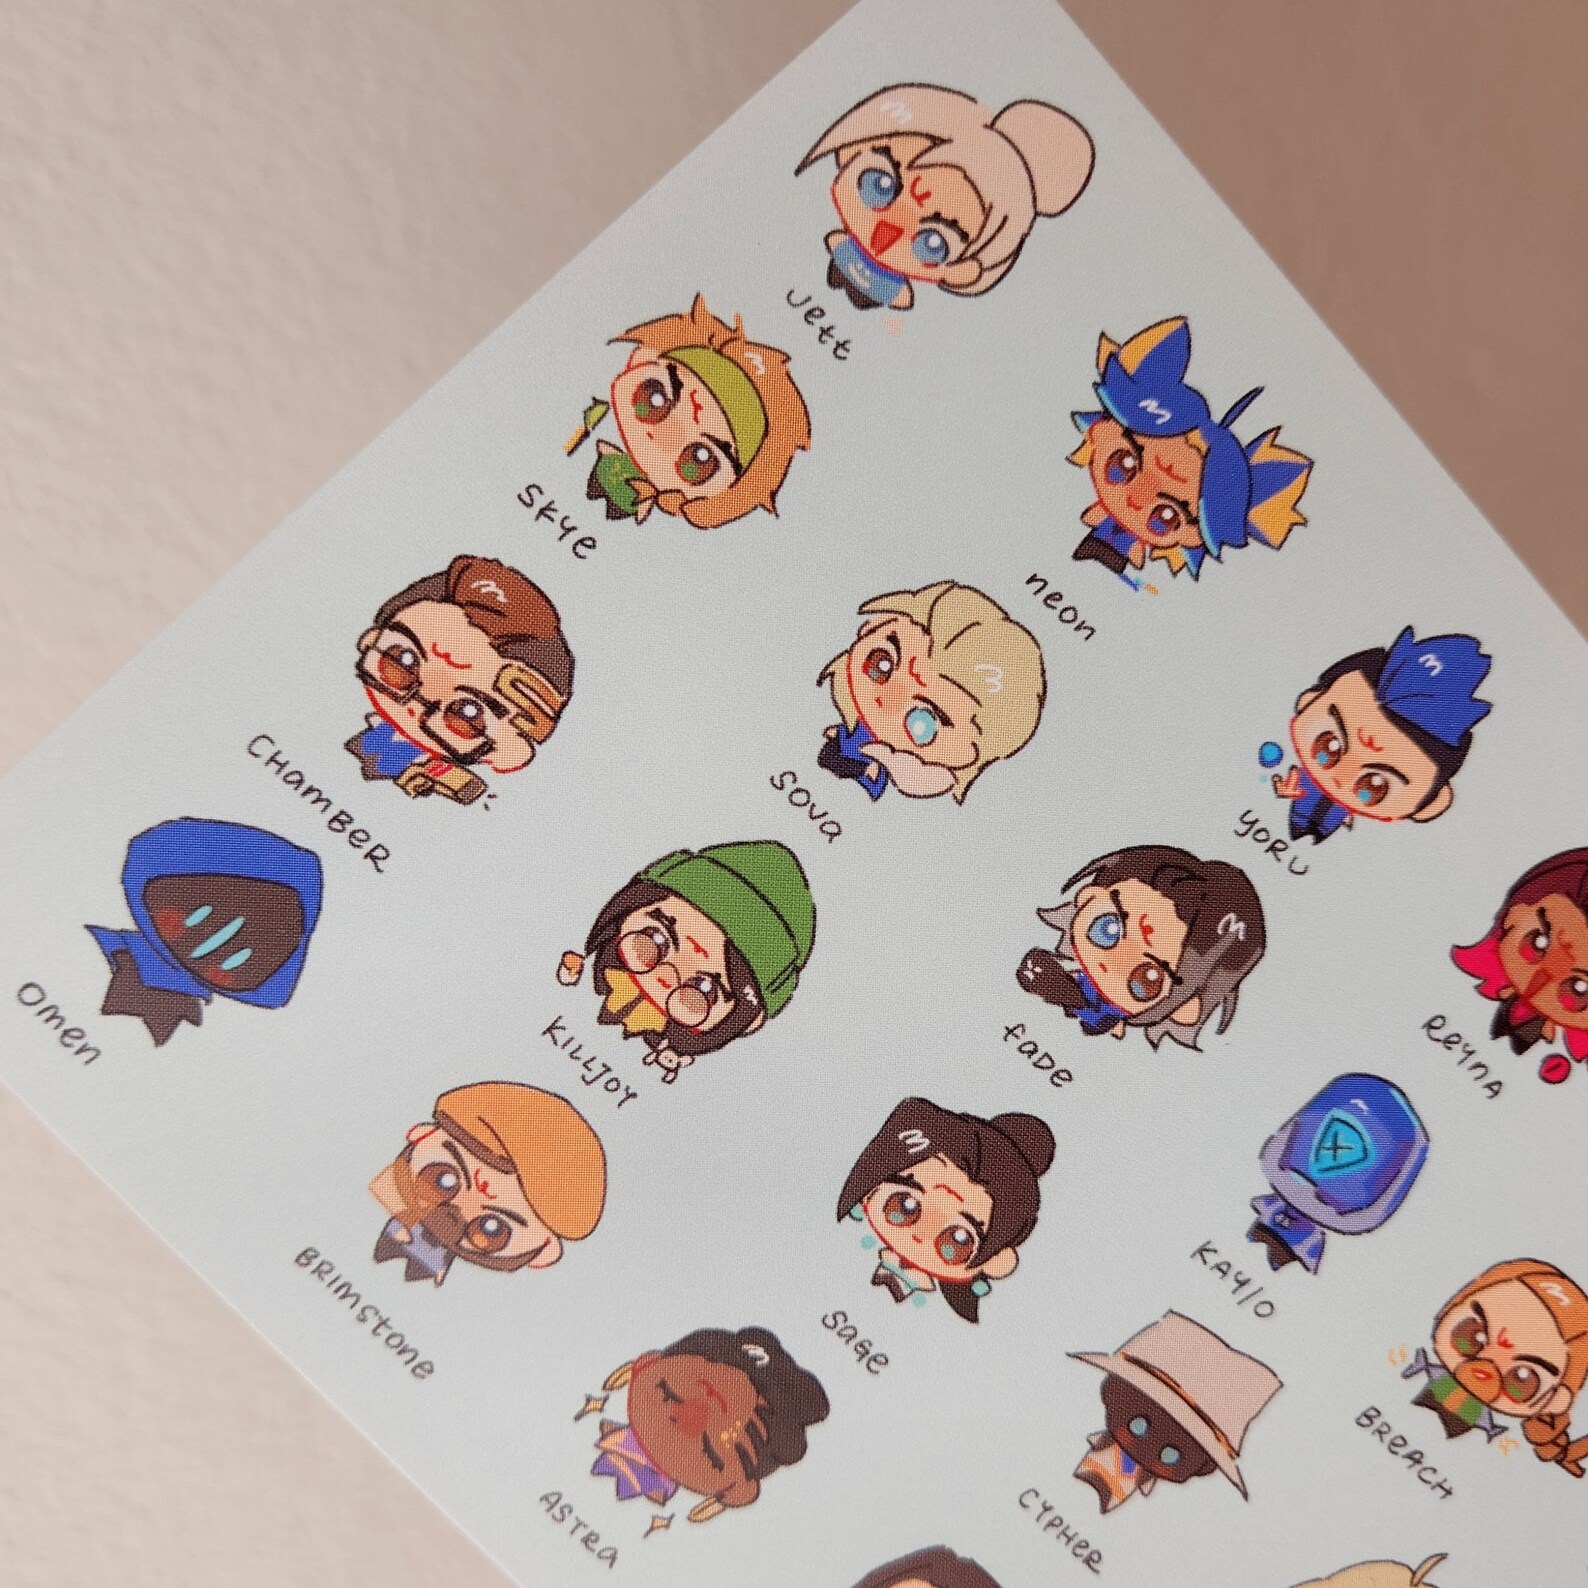 Jett
Skye
neon
CHamBER
Sova
YORU
Omen
KILLJOY
faDe
ReynA
BRIMStone
Sage
KAY/O
ASTRa
CYPHeR
BReACH